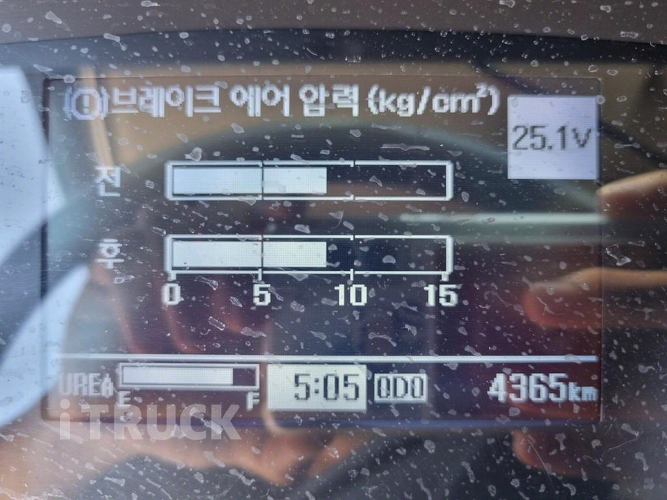 (!) 브레이크 에어 압력 (kg/cm²)
25.1V
전
후
0 5 10 15
UREA E F 5:05 ODO 4365km
iTRUCK